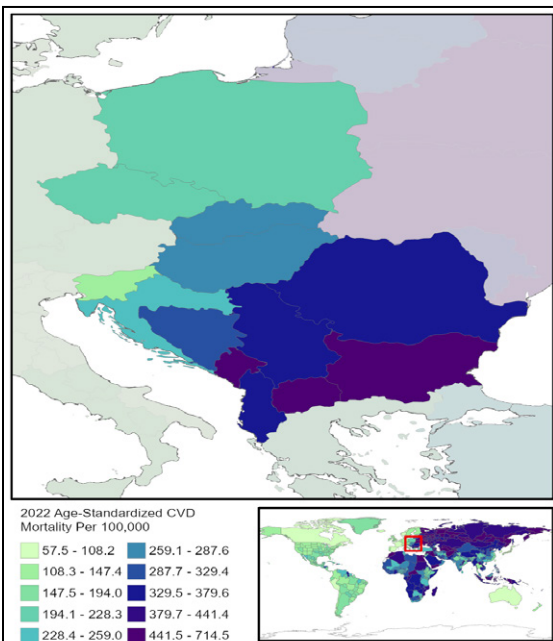 2022 Age-Standardized CVD
Mortality Per 100,000
57.5 - 108.2
108.3 - 147.4
147.5 - 194.0
194.1 - 228.3
228.4 - 259.0
259.1 - 287.6
287.7 - 329.4
329.5 - 379.6
379.7 - 441.4
441.5 - 714.5